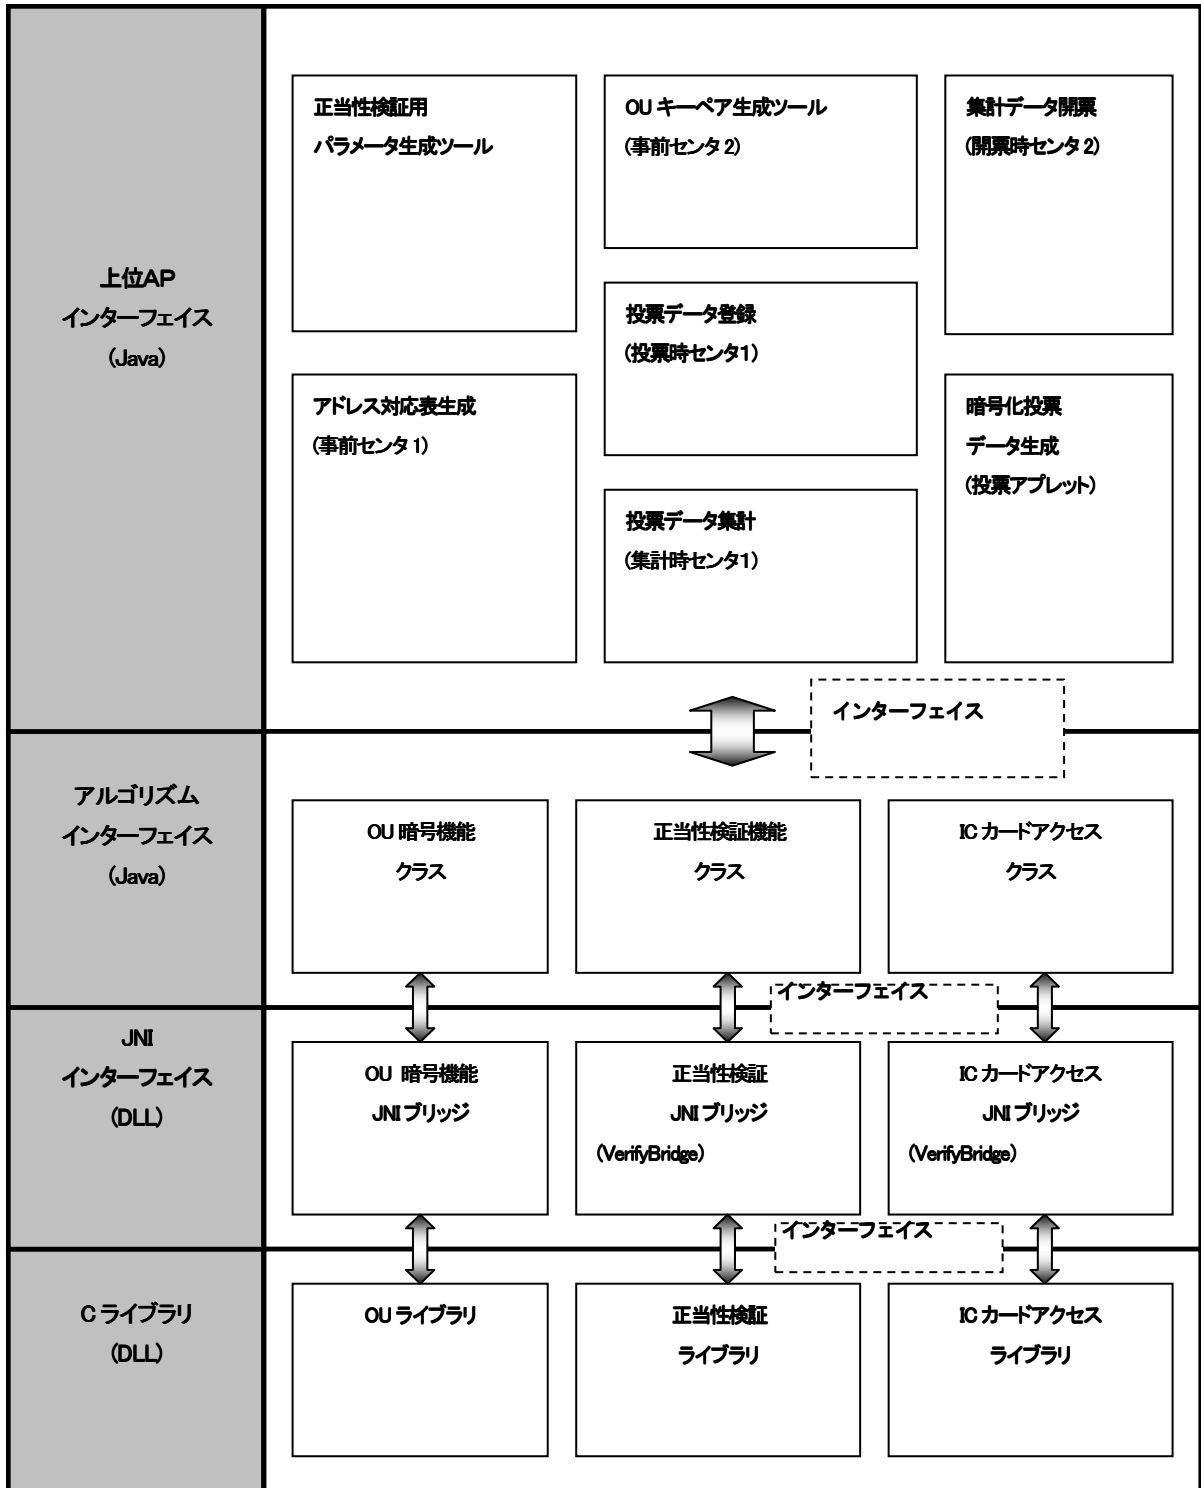 上位AP
インターフェイス
(Java)
正当性検証用
パラメータ生成ツール
OU キーペア生成ツール
(事前センタ 2)
集計データ開票
(開票時センタ 2)
投票データ登録
(投票時センタ1)
アドレス対応表生成
(事前センタ 1)
暗号化投票
データ生成
(投票アプレット)
投票データ集計
(集計時センタ1)
インターフェイス
アルゴリズム
インターフェイス
(Java)
OU 暗号機能
クラス
正当性検証機能
クラス
IC カードアクセス
クラス
インターフェイス
JNI
インターフェイス
(DLL)
OU 暗号機能
JNI ブリッジ
正当性検証
JNI ブリッジ
(VerifyBridge)
IC カードアクセス
JNI ブリッジ
(VerifyBridge)
インターフェイス
C ライブラリ
(DLL)
OU ライブラリ
正当性検証
ライブラリ
IC カードアクセス
ライブラリ